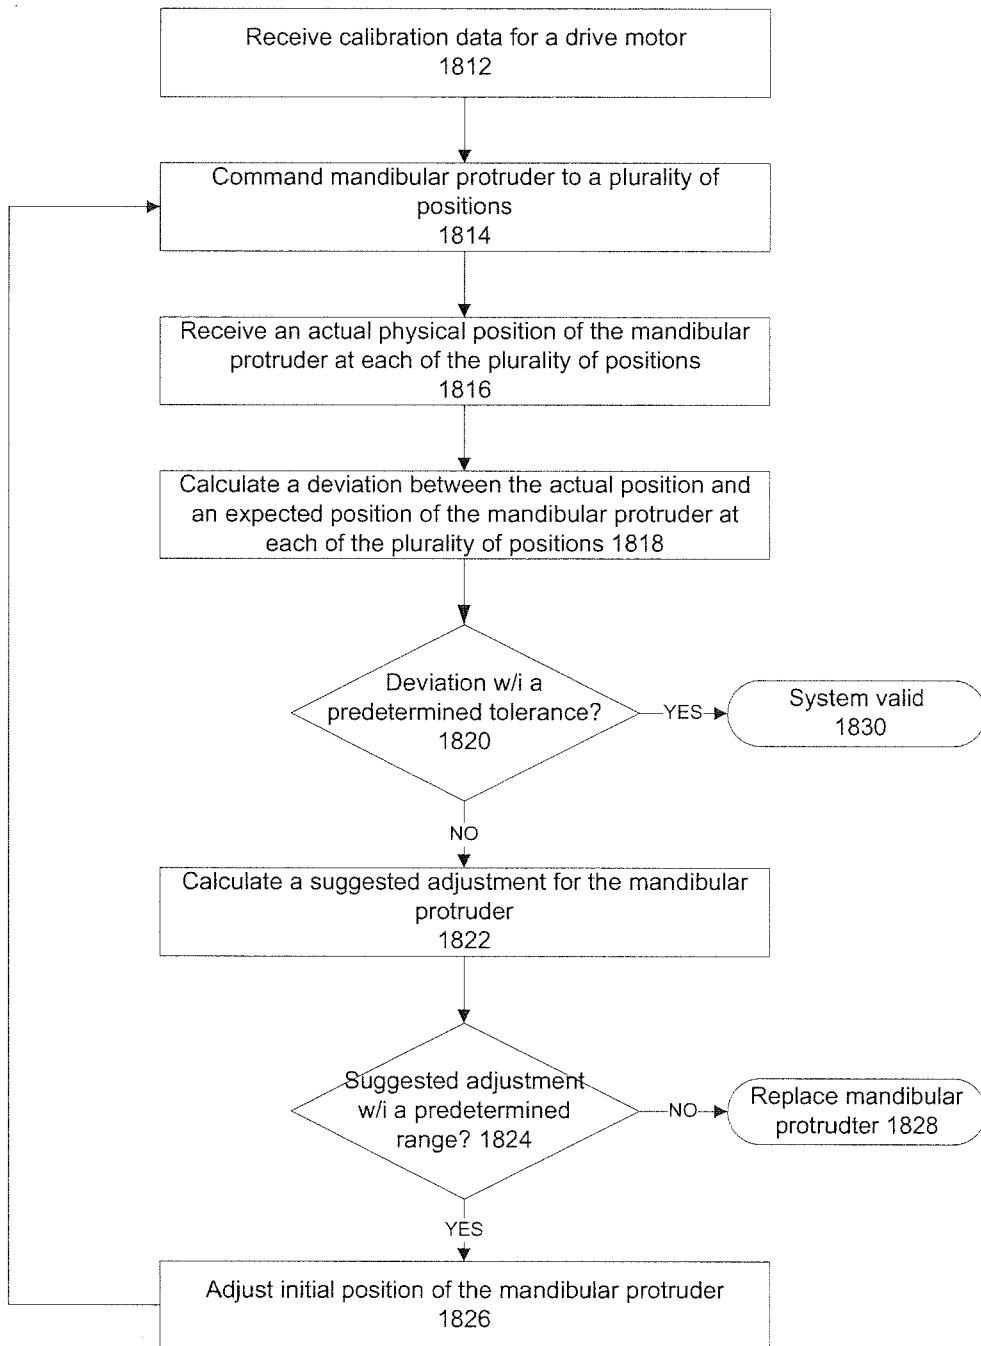 Receive calibration data for a drive motor
1812
Command mandibular protruder to a plurality of
positions
1814
Receive an actual physical position of the mandibular
protruder at each of the plurality of positions
1816
Calculate a deviation between the actual position and
an expected position of the mandibular protruder at
each of the plurality of positions 1818
Deviation w/i a
predetermined tolerance?
1820
YES
System valid
1830
NO
Calculate a suggested adjustment for the mandibular
protruder
1822
Suggested adjustment
w/i a predetermined
range? 1824
NO
Replace mandibular
protrudter 1828
YES
Adjust initial position of the mandibular protruder
1826